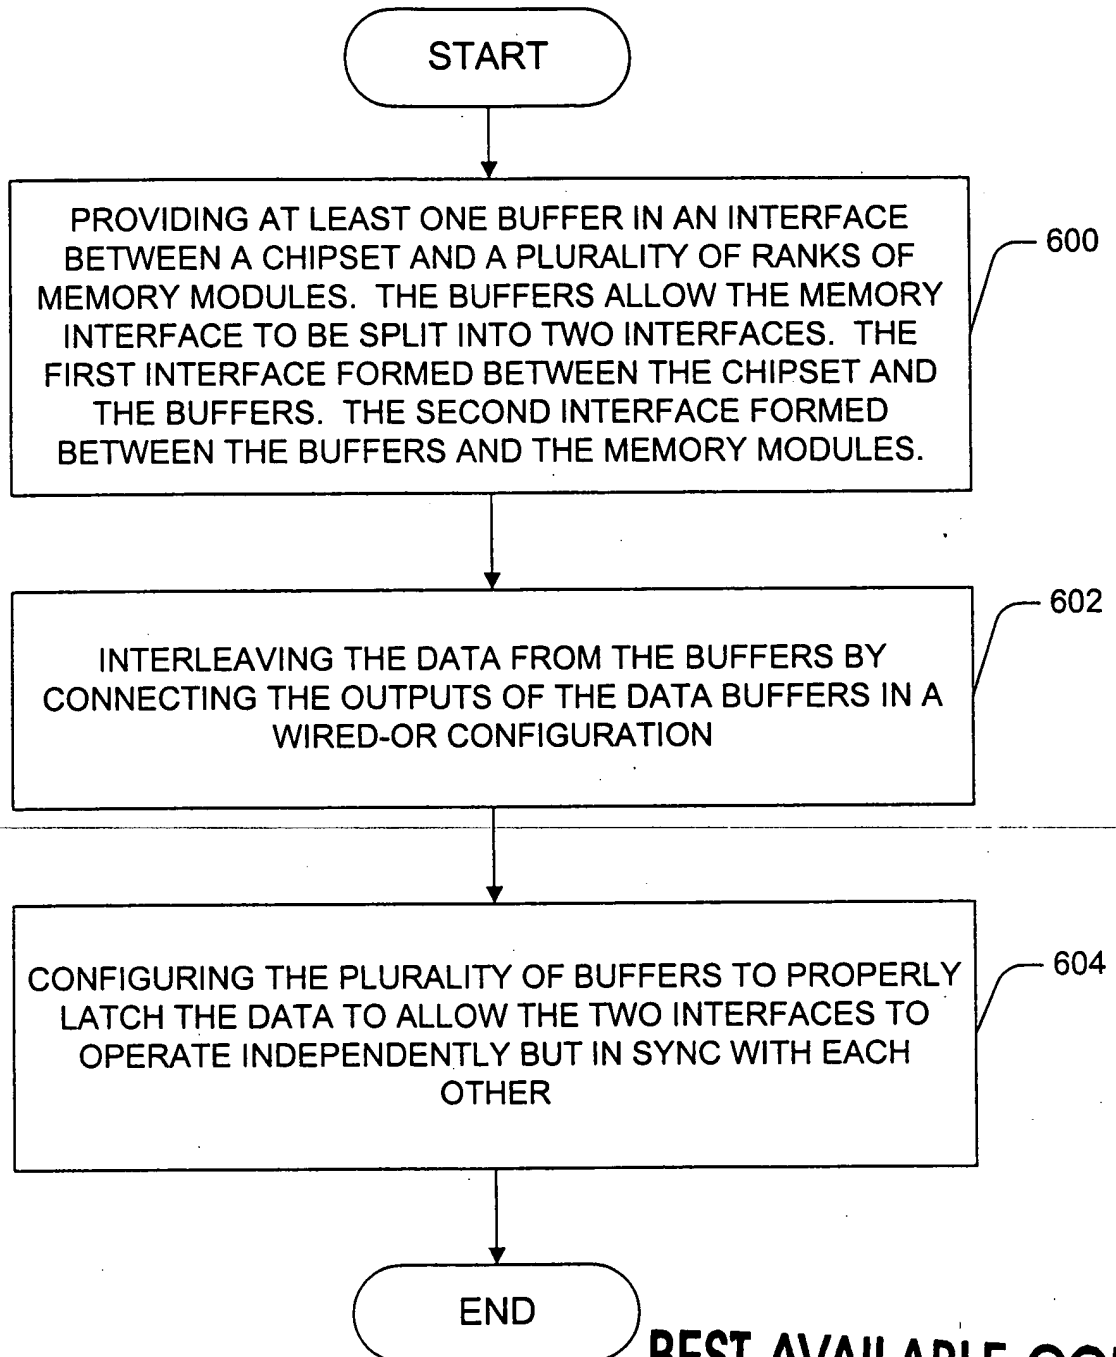 START
PROVIDING AT LEAST ONE BUFFER IN AN INTERFACE
BETWEEN A CHIPSET AND A PLURALITY OF RANKS OF
MEMORY MODULES. THE BUFFERS ALLOW THE MEMORY
INTERFACE TO BE SPLIT INTO TWO INTERFACES. THE
FIRST INTERFACE FORMED BETWEEN THE CHIPSET AND
THE BUFFERS. THE SECOND INTERFACE FORMED
BETWEEN THE BUFFERS AND THE MEMORY MODULES.
600
INTERLEAVING THE DATA FROM THE BUFFERS BY
CONNECTING THE OUTPUTS OF THE DATA BUFFERS IN A
WIRED-OR CONFIGURATION
602
CONFIGURING THE PLURALITY OF BUFFERS TO PROPERLY
LATCH THE DATA TO ALLOW THE TWO INTERFACES TO
OPERATE INDEPENDENTLY BUT IN SYNC WITH EACH
OTHER
604
END
BEST AVAILABLE